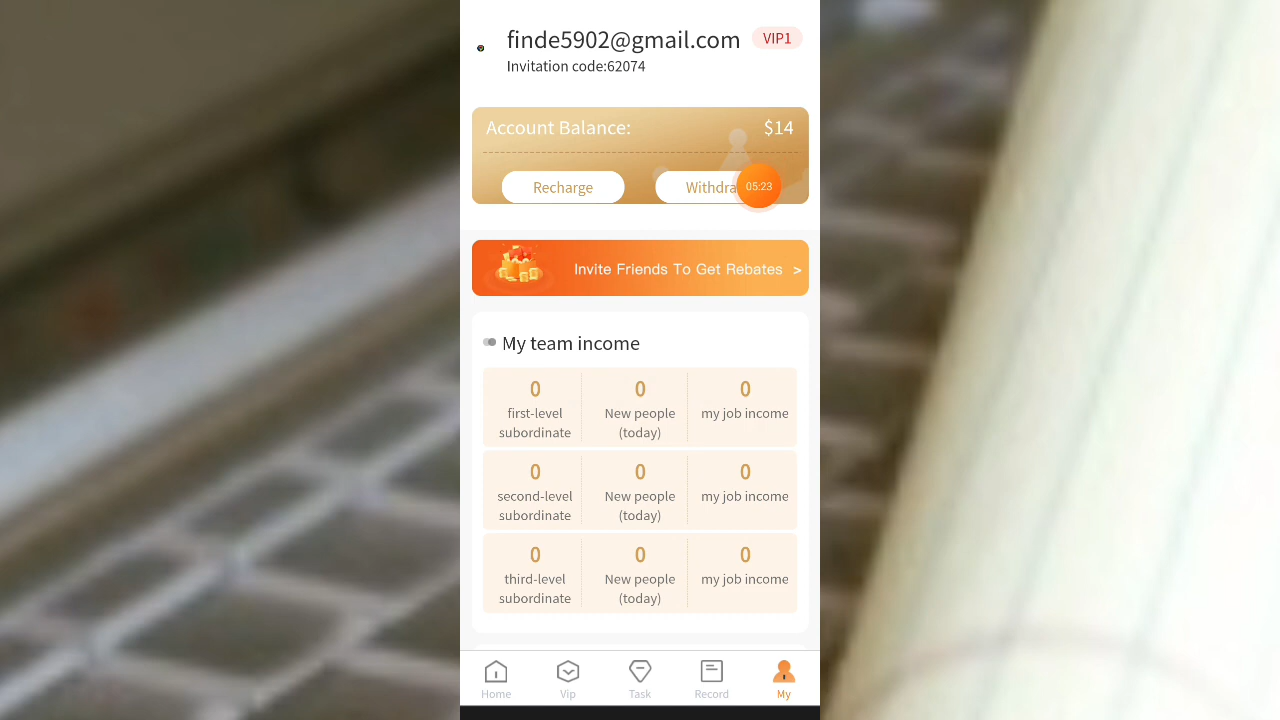 finde5902@gmail.com VIP1
Invitation code:62074
Account Balance: $14
Recharge Withdra 05:23
Invite Friends To Get Rebates >
My team income
0 0 0
first-level New people my job income
subordinate (today)
0 0 0
second-level New people my job income
subordinate (today)
0 0 0
third-level New people my job income
subordinate (today)
Home Vip Task Record My